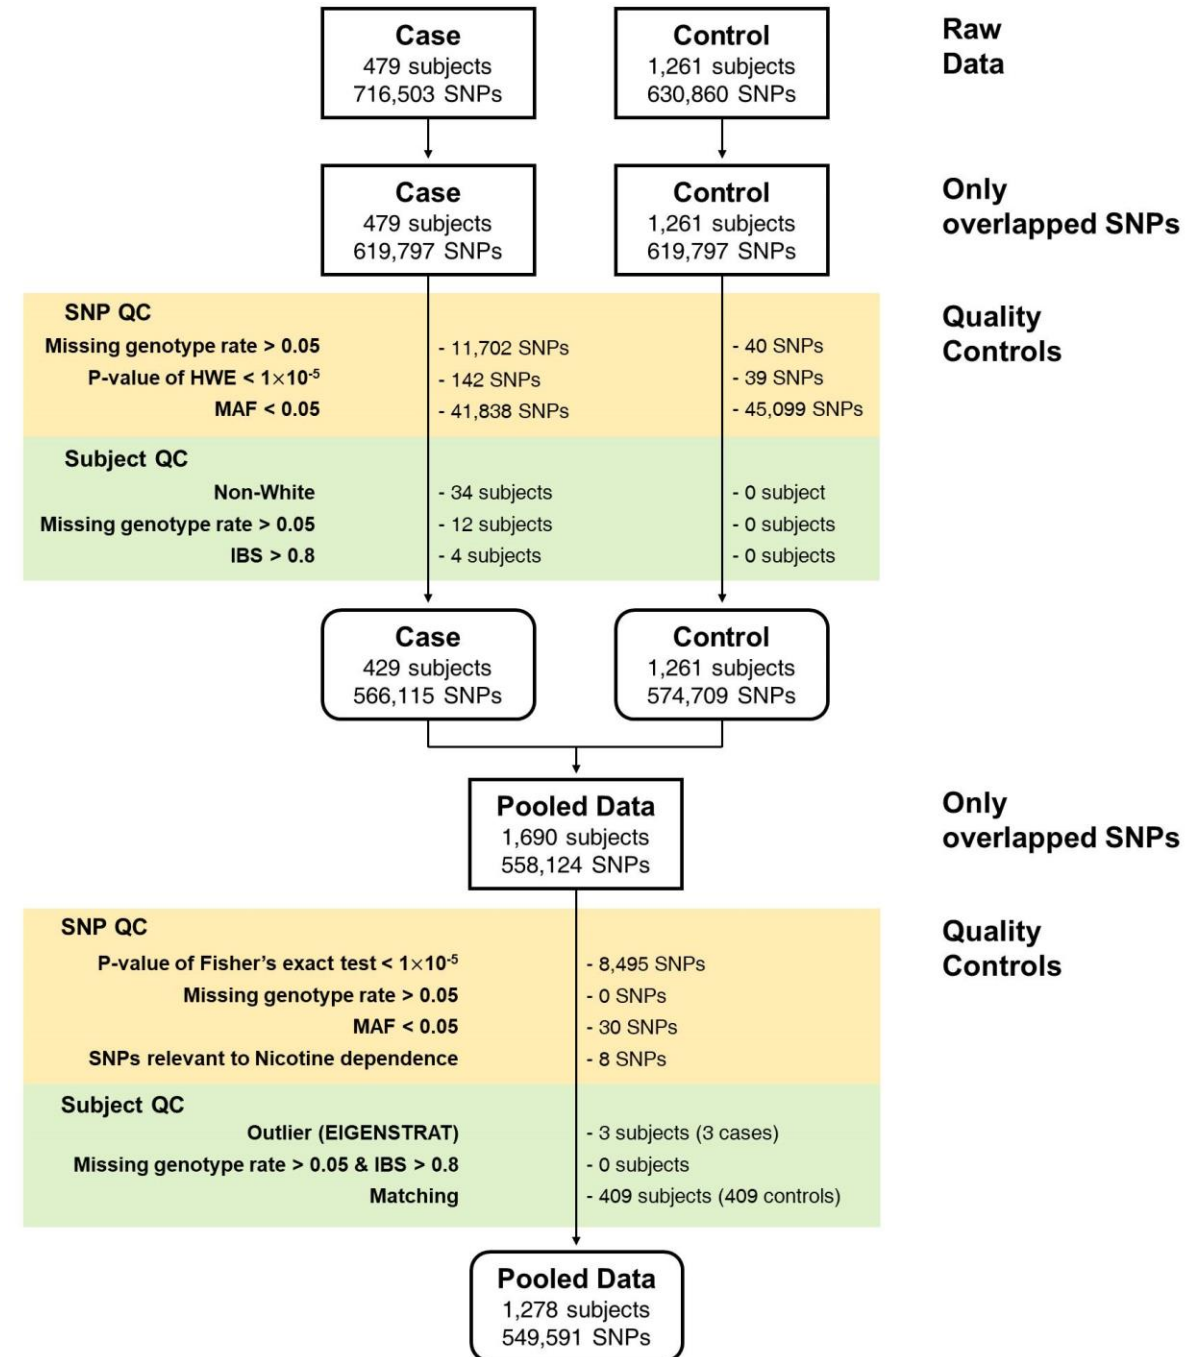 Case
479 subjects
716,503 SNPs
Control
1,261 subjects
630,860 SNPs
Raw
Data
Case
479 subjects
619,797 SNPs
Control
1,261 subjects
619,797 SNPs
Only
overlapped SNPs
SNP QC
Missing genotype rate > 0.05 - 11,702 SNPs - 40 SNPs
P-value of HWE < 1×10⁻⁵ - 142 SNPs - 39 SNPs
MAF < 0.05 - 41,838 SNPs - 45,099 SNPs
Quality
Controls
Subject QC
Non-White - 34 subjects - 0 subject
Missing genotype rate > 0.05 - 12 subjects - 0 subjects
IBS > 0.8 - 4 subjects - 0 subjects
Case
429 subjects
566,115 SNPs
Control
1,261 subjects
574,709 SNPs
Pooled Data
1,690 subjects
558,124 SNPs
Only
overlapped SNPs
SNP QC
P-value of Fisher's exact test < 1×10⁻⁵ - 8,495 SNPs
Missing genotype rate > 0.05 - 0 SNPs
MAF < 0.05 - 30 SNPs
SNPs relevant to Nicotine dependence - 8 SNPs
Quality
Controls
Subject QC
Outlier (EIGENSTRAT) - 3 subjects (3 cases)
Missing genotype rate > 0.05 & IBS > 0.8 - 0 subjects
Matching - 409 subjects (409 controls)
Pooled Data
1,278 subjects
549,591 SNPs